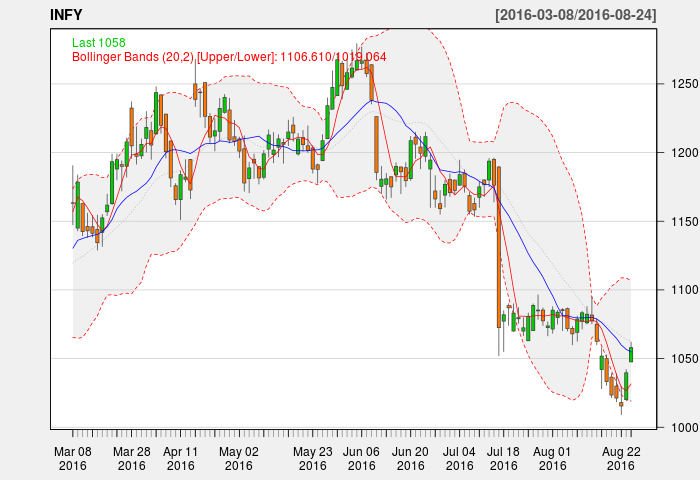 INFY [2016-03-08/2016-08-24]
Last 1058
Bollinger Bands (20,2) [Upper/Lower]: 1106.610/1019.064
1250
1200
1150
1100
1050
1000
Mar 08 Mar 28 Apr 11 May 02 May 23 Jun 06 Jun 20 Jul 04 Jul 18 Aug 01 Aug 22
2016 2016 2016 2016 2016 2016 2016 2016 2016 2016 2016